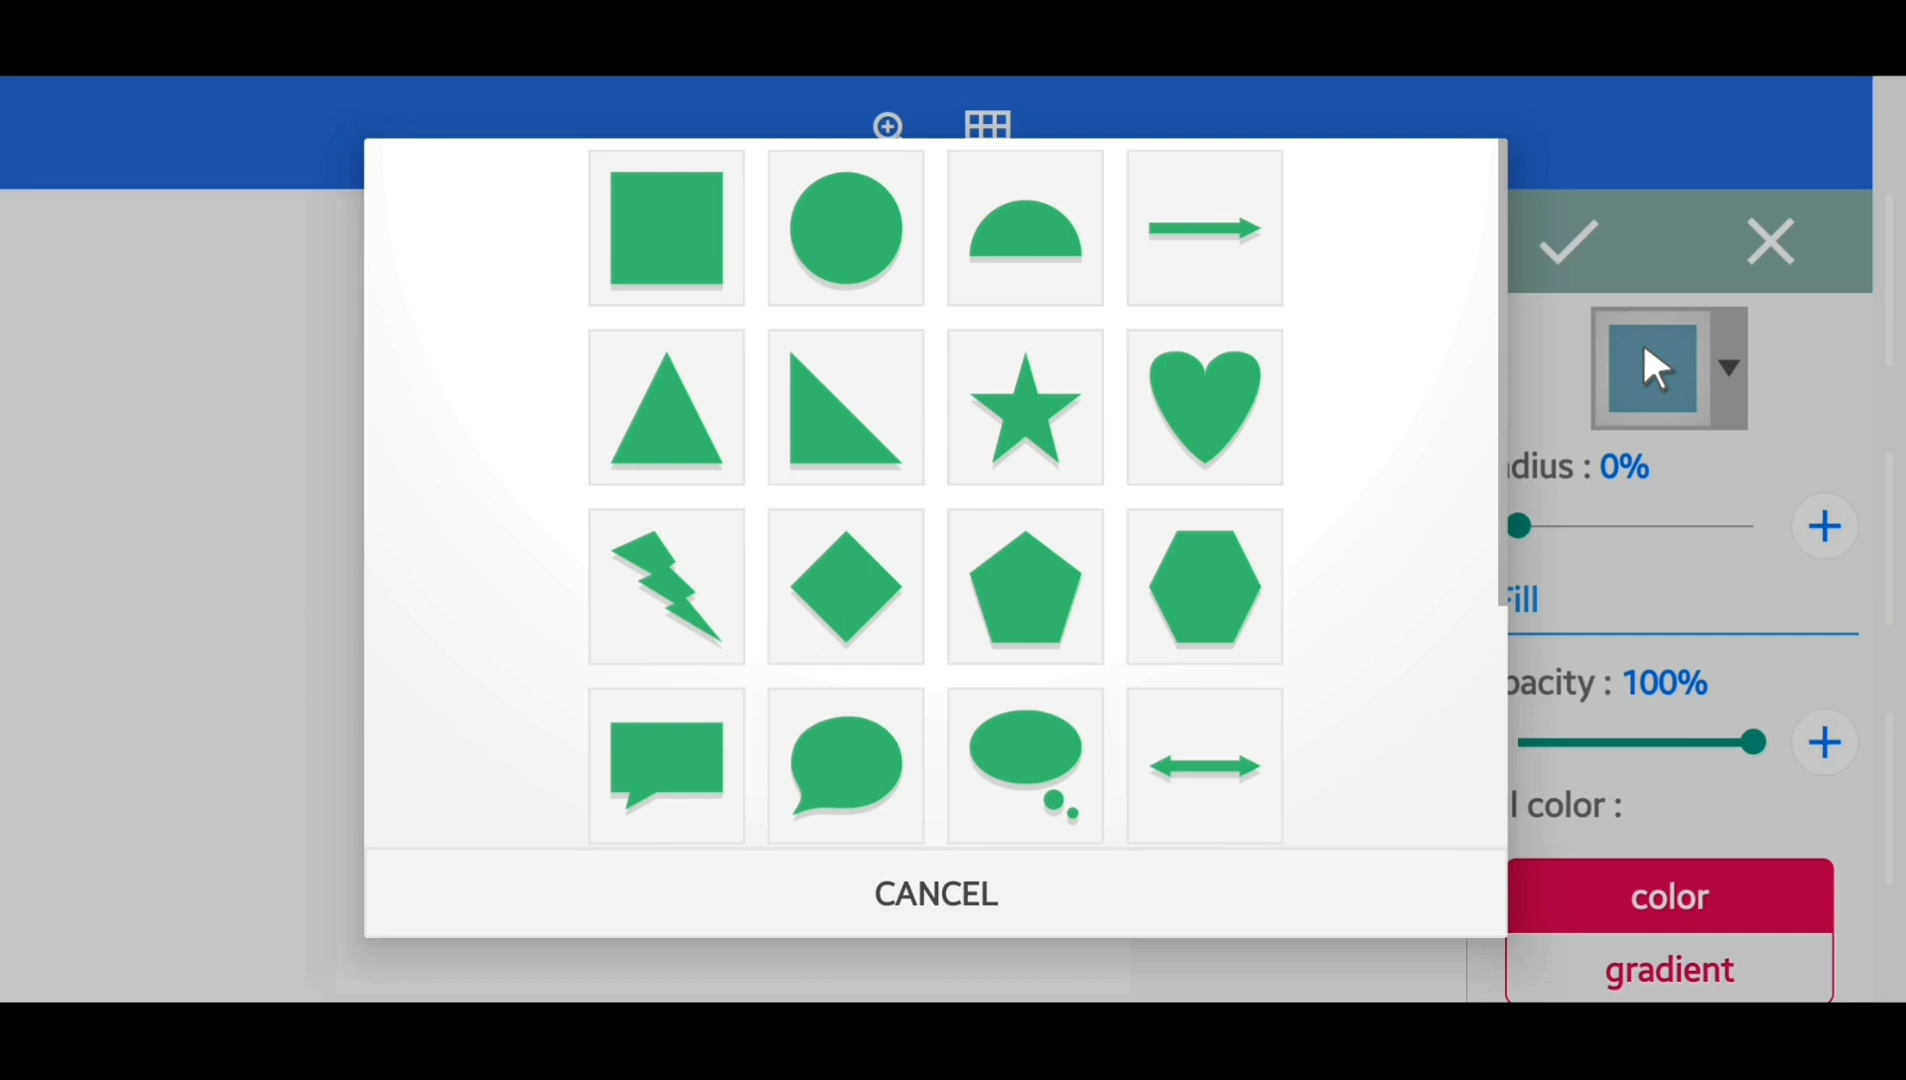 dius : 0%
Fill
pacity : 100%
l color :
CANCEL
color
gradient